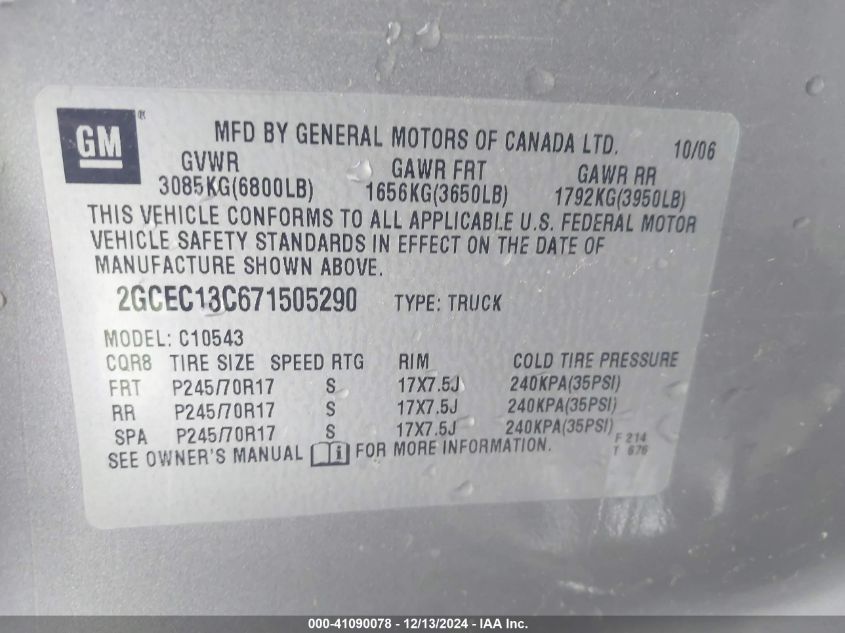 GM ®
MFD BY GENERAL MOTORS OF CANADA LTD. 10/06
GVWR GAWR FRT GAWR RR
3085KG(6800LB) 1656KG(3650LB) 1792KG(3950LB)
THIS VEHICLE CONFORMS TO ALL APPLICABLE U.S. FEDERAL MOTOR
VEHICLE SAFETY STANDARDS IN EFFECT ON THE DATE OF
MANUFACTURE SHOWN ABOVE.
2GCEC13C671505290 TYPE: TRUCK
MODEL: C10543
CQR8 TIRE SIZE SPEED RTG RIM COLD TIRE PRESSURE
FRT P245/70R17 S 17X7.5J 240KPA(35PSI)
RR P245/70R17 S 17X7.5J 240KPA(35PSI)
SPA P245/70R17 S 17X7.5J 240KPA(35PSI)
SEE OWNER'S MANUAL i FOR MORE INFORMATION.
F 214
T 676
000-41090078 - 12/13/2024 - IAA Inc.